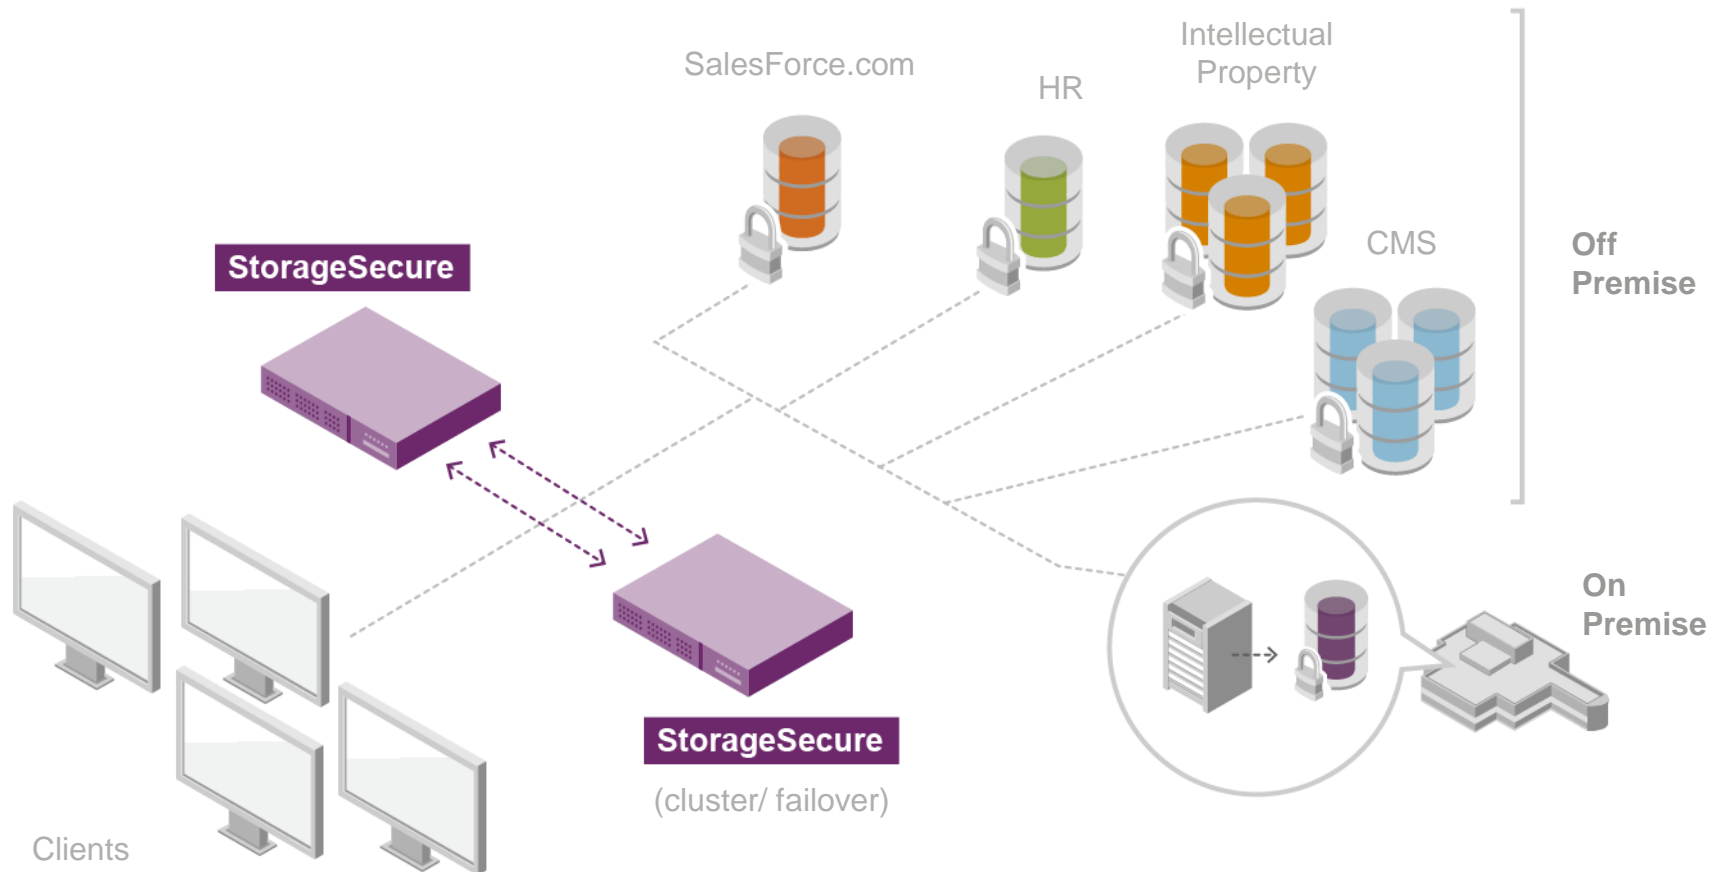 SalesForce.com
HR
Intellectual
Property
CMS
Off
Premise
StorageSecure
On
Premise
StorageSecure
(cluster/ failover)
Clients